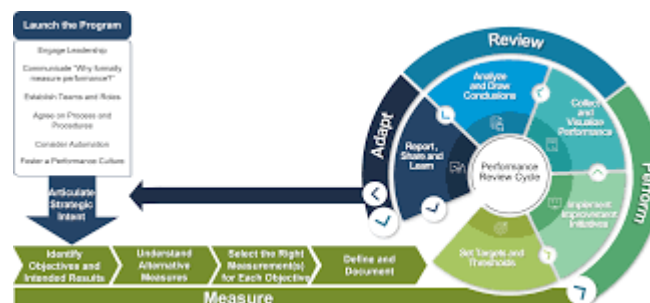 Launch the Program
Engage Leadership
Communicate "Why formally
measure performance?"
Establish Teams and Roles
Agree on Process and
Procedures
Consider Automation
Foster a Performance Culture
Articulate
Strategic
Intent
Identify
Objectives and
Intended Results
Understand
Alternative
Measures
Select the Right
Measurement(s)
for Each Objective
Define and
Document
Measure
Review
Adapt
Perform
Analyze
and Draw
Conclusions
Collect
and Visualize
Performance
Report,
Share and
Learn
Performance
Review Cycle
Implement
Improvement
Initiatives
Set Targets and
Thresholds